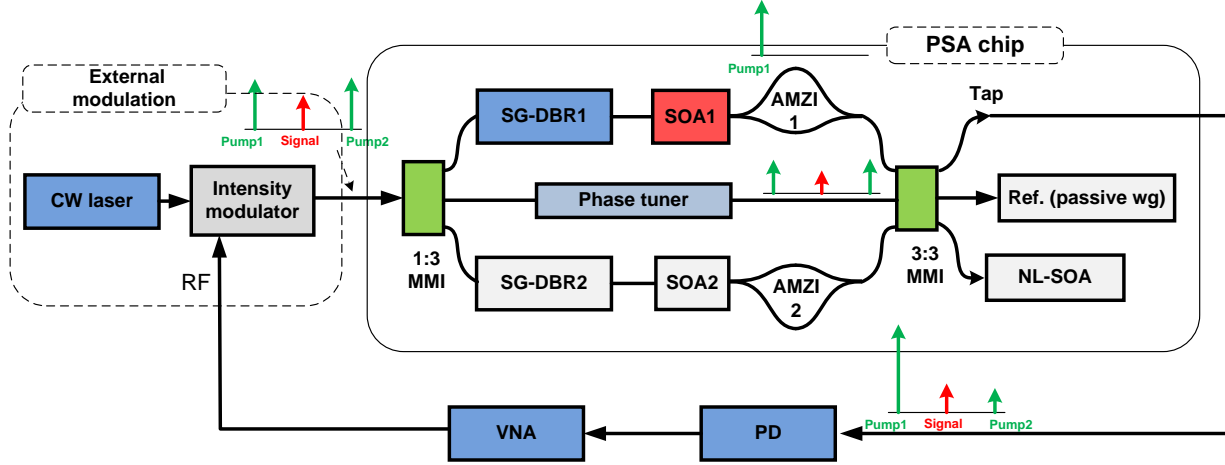 PSA chip
External
modulation
Pump1
Signal
Pump2
Pump1
SG-DBR1
SOA1
AMZI
1
Tap
CW laser
Intensity
modulator
Phase tuner
Ref. (passive wg)
1:3
MMI
3:3
MMI
SG-DBR2
SOA2
AMZI
2
NL-SOA
RF
Pump1
Signal
Pump2
VNA
PD